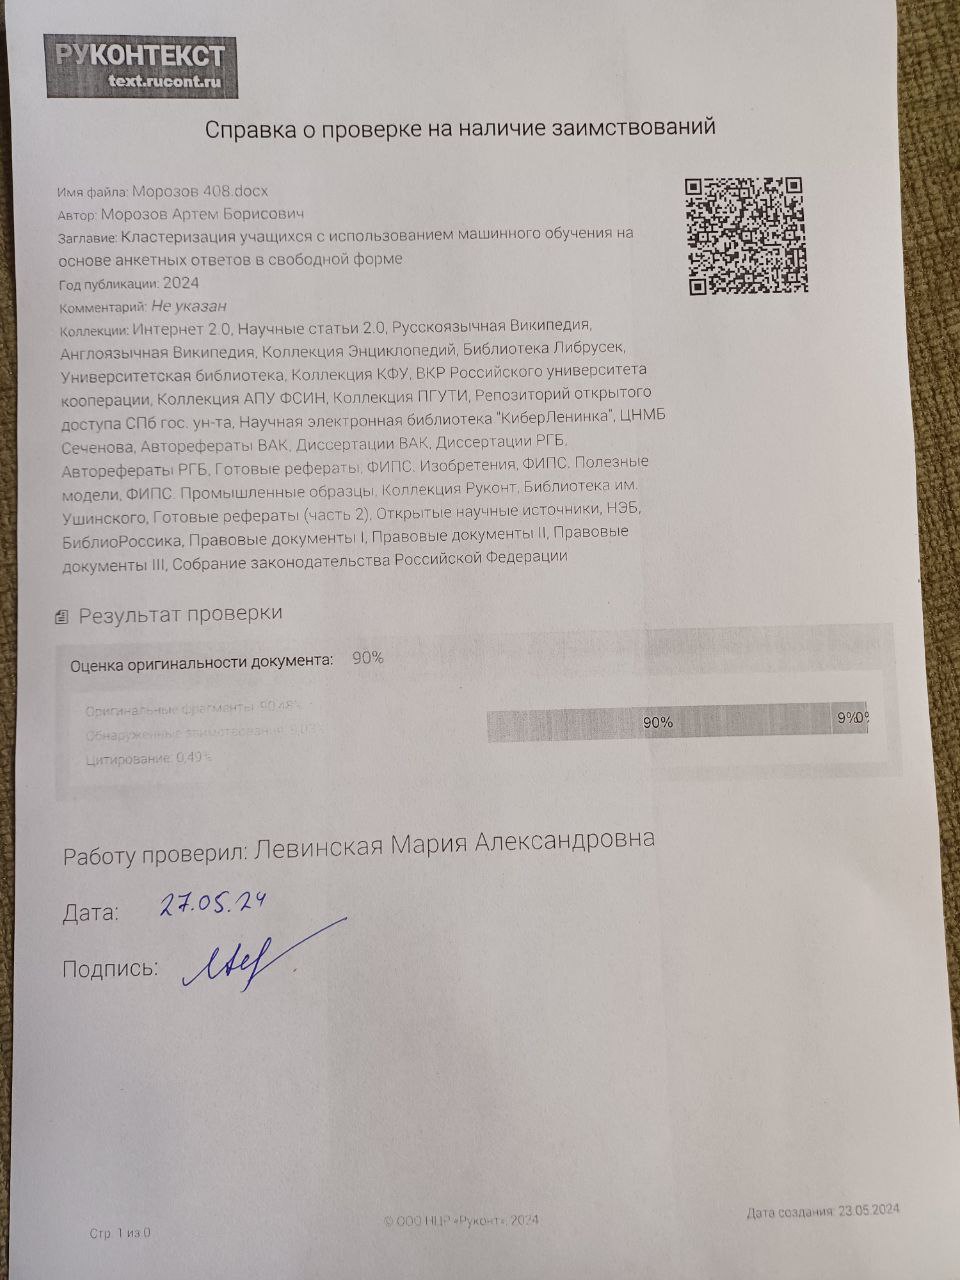 РУКОНТЕКСТ
text.rucont.ru
Справка о проверке на наличие заимствований
Имя файла: Морозов 408.docx
Автор: Морозов Артем Борисович
Заглавие: Кластеризация учащихся с использованием машинного обучения на
основе анкетных ответов в свободной форме
Год публикации: 2024
Комментарий: Не указан
Коллекции: Интернет 2.0, Научные статьи 2.0, Русскоязычная Википедия,
Англоязычная Википедия, Коллекция Энциклопедий, Библиотека Либрусек,
Университетская библиотека, Коллекция КФУ, ВКР Российского университета
кооперации, Коллекция АПУ ФСИН, Коллекция ПГУТИ, Репозиторий открытого
доступа СПб гос. ун-та, Научная электронная библиотека "КиберЛенинка", ЦНМБ
Сеченова, Авторефераты ВАК, Диссертации ВАК, Диссертации РГБ,
Авторефераты РГБ, Готовые рефераты, ФИПС. Изобретения, ФИПС. Полезные
модели, ФИПС. Промышленные образцы, Коллекция Руконт, Библиотека им.
Ушинского, Готовые рефераты (часть 2), Открытые научные источники, НЭБ,
БиблиоРоссика, Правовые документы I, Правовые документы II, Правовые
документы III, Собрание законодательства Российской Федерации
Результат проверки
Оценка оригинальности документа: 90%
Оригинальные фрагменты: 90,48%
Обнаруженные заимствования: 9,03%
Цитирование: 0,49%
90% 9% 0%
Работу проверил: Левинская Мария Александровна
Дата: 27.05.24
Подпись:
Стр. 1 из 0
© ООО НЦР «Руконт», 2024
Дата создания: 23.05.2024